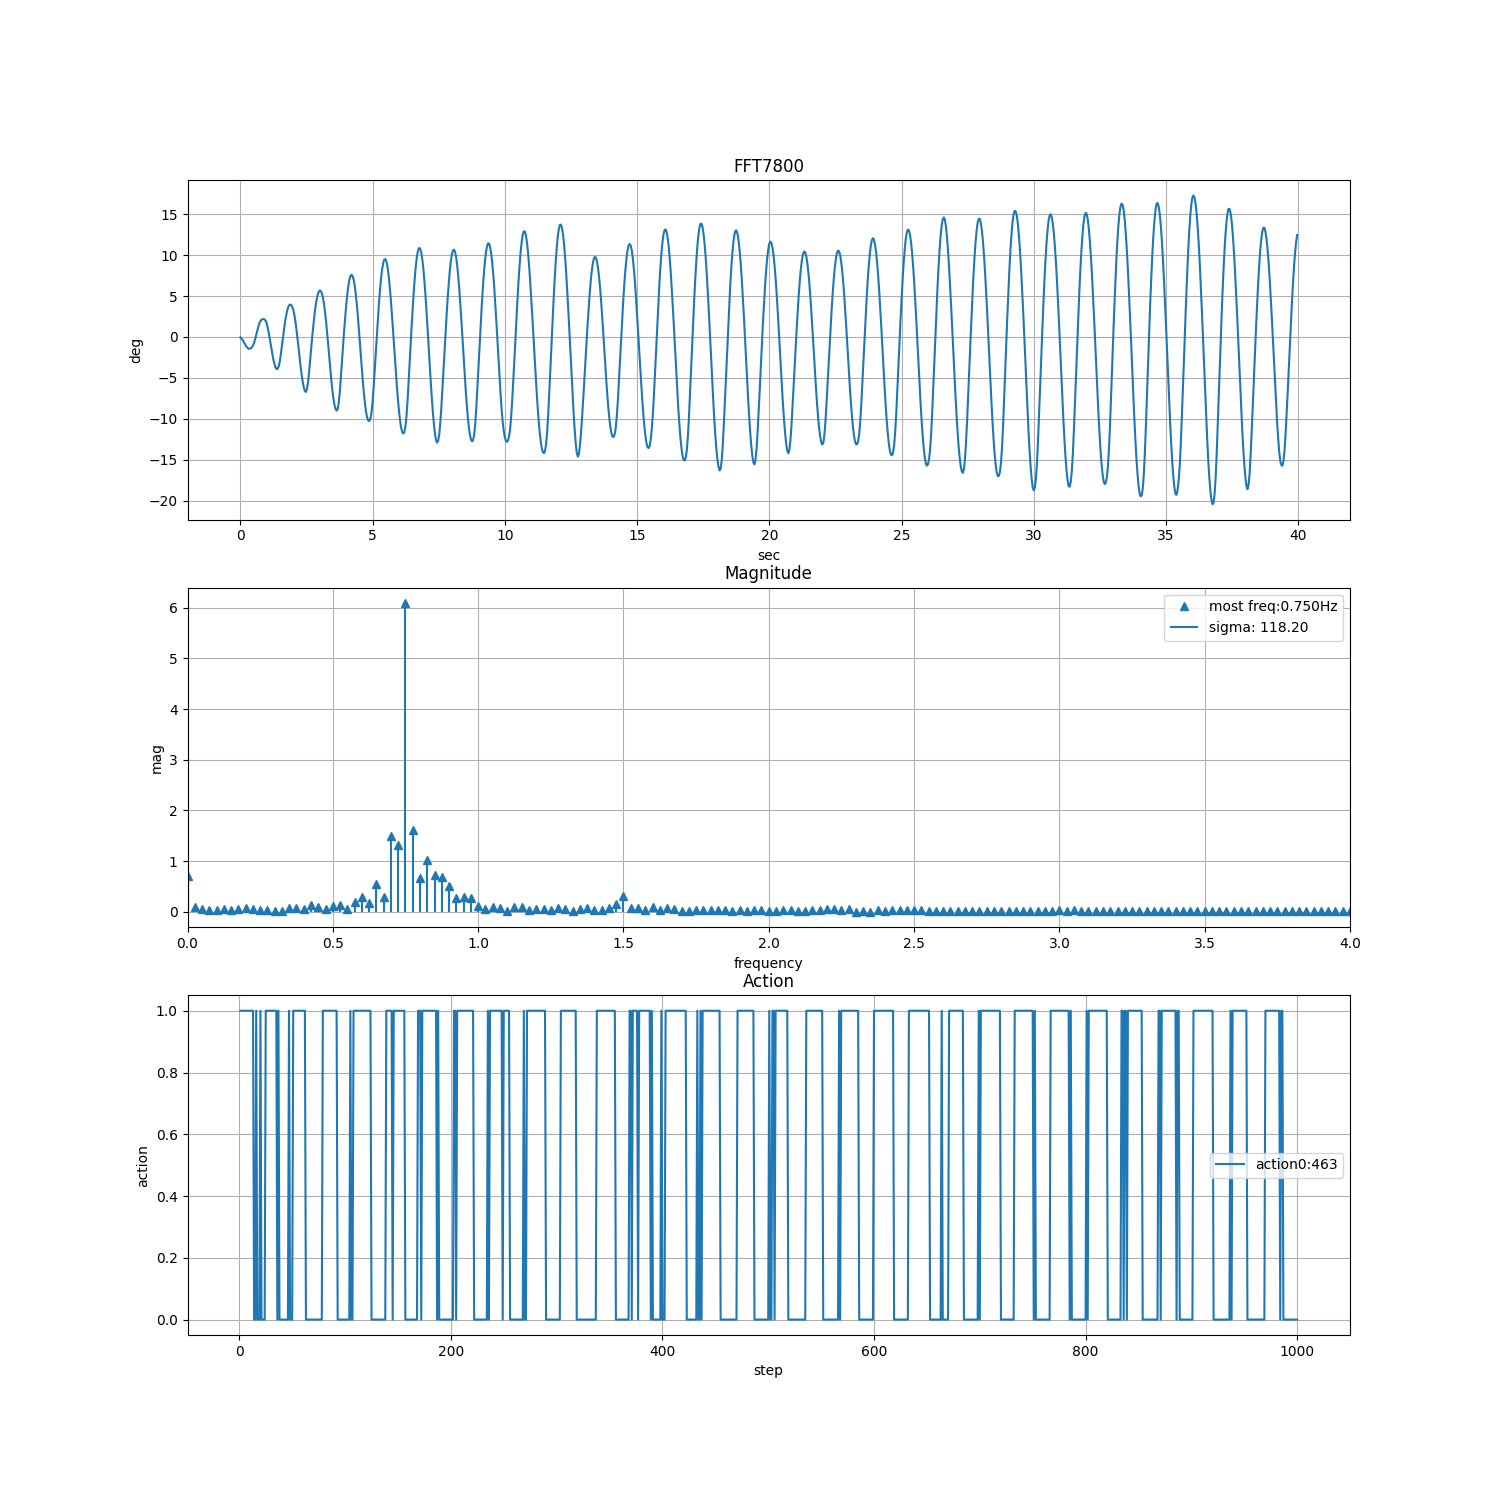 FFT7800
15
10
5
0
−5
−10
−15
−20
deg
0 5 10 15 20 25 30 35 40
sec
Magnitude
most freq:0.750Hz
sigma: 118.20
6
5
4
3
2
1
0
mag
0.0 0.5 1.0 1.5 2.0 2.5 3.0 3.5 4.0
frequency
Action
1.0
0.8
0.6
0.4
0.2
0.0
action
action0:463
0 200 400 600 800 1000
step